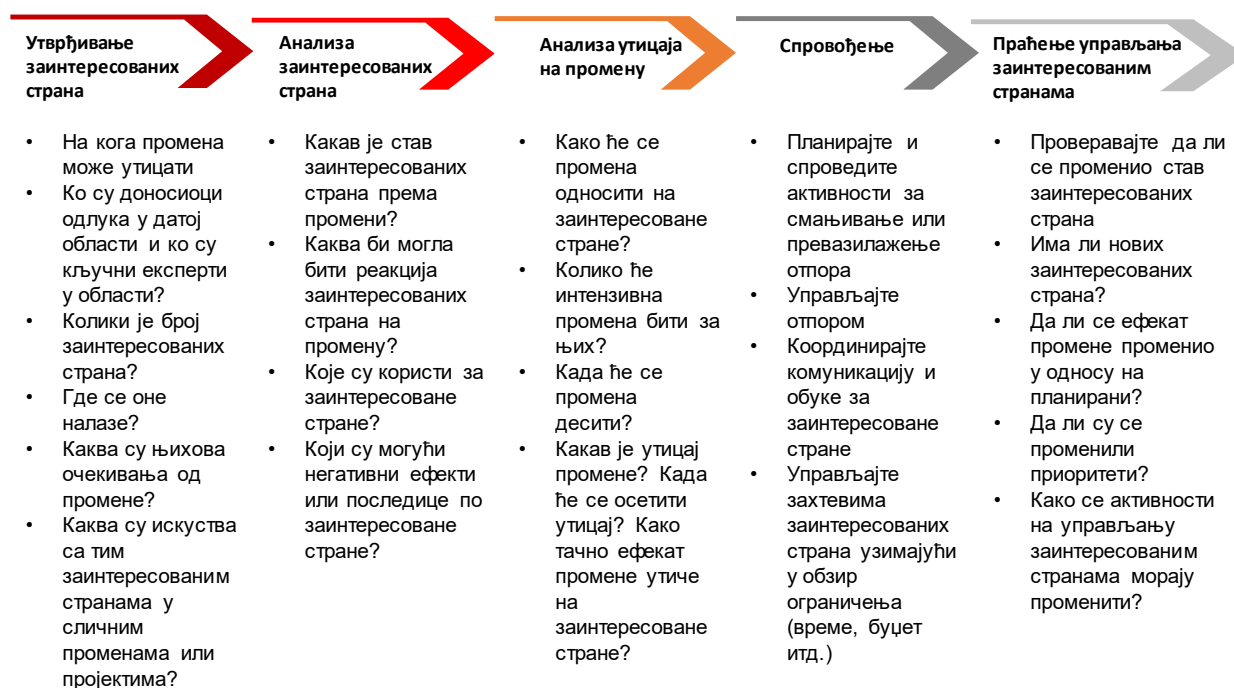 Утврђивање
заинтересованих
страна
• На кога промена
може утицати
• Ко су доносиоци
одлука у датој
области и ко су
кључни експерти
у области?
• Колики је број
заинтересованих
страна?
• Где се оне
налазе?
• Каква су њихова
очекивања од
промене?
• Каква су искуства
са тим
заинтересованим
странама у
сличним
променама или
пројектима?
Анализа
заинтересованих
страна
• Какав је став
заинтересованих
страна према
промени?
• Каква би могла
бити реакција
заинтересованих
страна на
промену?
• Које су користи за
заинтересоване
стране?
• Који су могући
негативни ефекти
или последице по
заинтересоване
стране?
Анализа утицаја
на промену
• Како ће се
промена
односити на
заинтересоване
стране?
• Колико ће
интензивна
промена бити за
њих?
• Када ће се
промена
десити?
• Какав је утицај
промене? Када
ће се осетити
утицај? Како
тачно ефекат
промене утиче
на
заинтересоване
стране?
Спровођење
• Планирајте и
спроведите
активности за
смањивање или
превазилажење
отпора
• Управљајте
отпором
• Координирајте
комуникацију и
обуке за
заинтересоване
стране
• Управљајте
захтевима
заинтересованих
страна узимајући
у обзир
ограничења
(време, буџет
итд.)
Праћење управљања
заинтересованим
странама
• Проверавајте да ли
се променио став
заинтересованих
страна
• Има ли нових
заинтересованих
страна?
• Да ли се ефекат
промене променио
у односу на
планирани?
• Да ли су се
променили
приоритети?
• Како се активности
на управљању
заинтересованим
странама морају
променити?